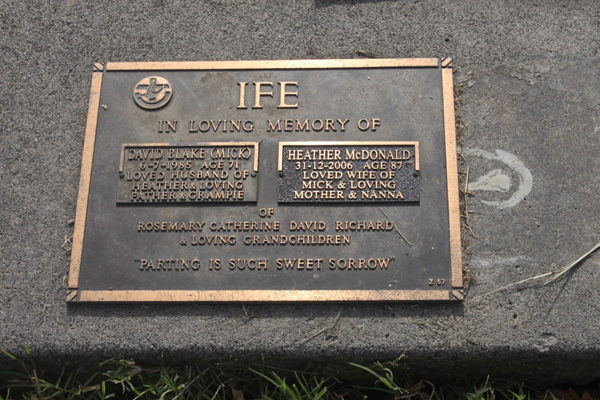 IFE
IN LOVING MEMORY OF
DAVID BLAKE (MICK)
6-7-1985 AGE 71
LOVED HUSBAND OF
HEATHER & LOVING
FATHER & GRAMPIE
HEATHER McDONALD
31-12-2006 AGE 87
LOVED WIFE OF
MICK & LOVING
MOTHER & NANNA
OF
ROSEMARY CATHERINE DAVID RICHARD
& LOVING GRANDCHILDREN
"PARTING IS SUCH SWEET SORROW"
Z 57